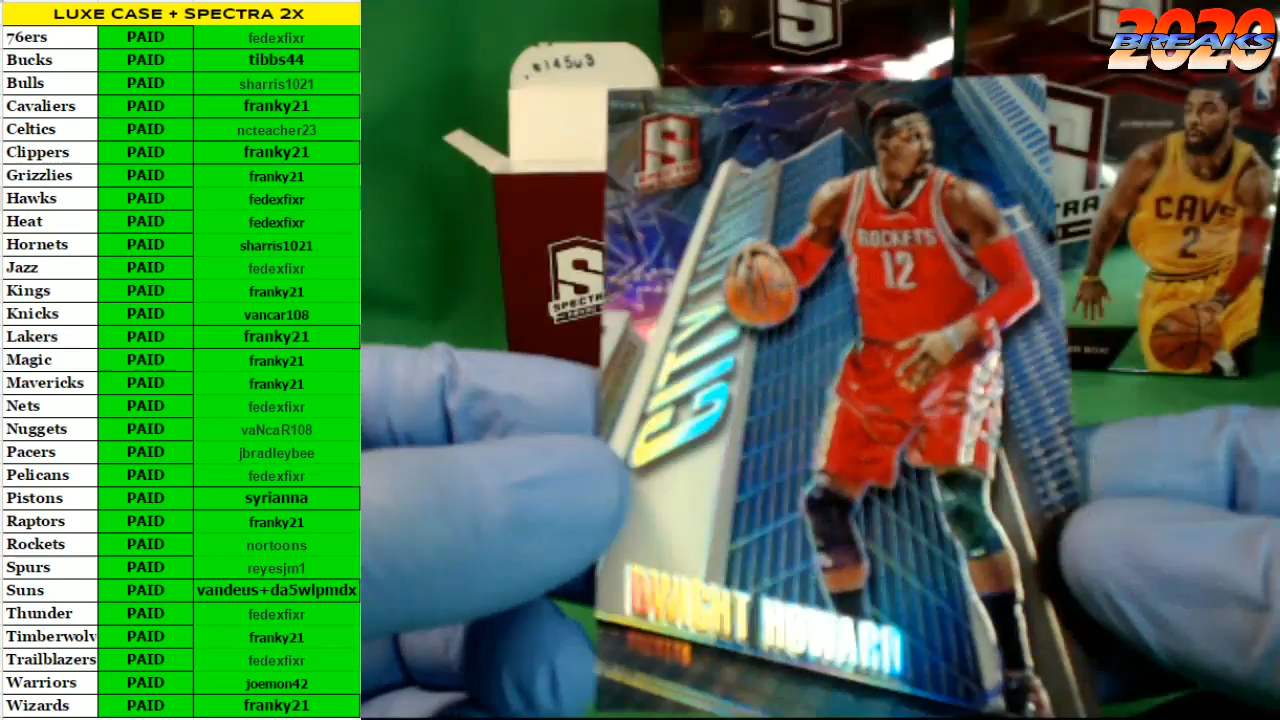 LUXE CASE + SPECTRA 2X
76ers PAID fedexfixr
Bucks PAID tibbs44
Bulls PAID sharris1021
Cavaliers PAID franky21
Celtics PAID ncteacher23
Clippers PAID franky21
Grizzlies PAID franky21
Hawks PAID fedexfixr
Heat PAID fedexfixr
Hornets PAID sharris1021
Jazz PAID fedexfixr
Kings PAID franky21
Knicks PAID vancar108
Lakers PAID franky21
Magic PAID franky21
Mavericks PAID franky21
Nets PAID fedexfixr
Nuggets PAID vaNcaR108
Pacers PAID jbradleybee
Pelicans PAID fedexfixr
Pistons PAID syrianna
Raptors PAID franky21
Rockets PAID nortoons
Spurs PAID reyesjm1
Suns PAID vandeus+da5wlpmdx
Thunder PAID fedexfixr
Timberwolv PAID franky21
Trailblazers PAID fedexfixr
Warriors PAID joemon42
Wizards PAID franky21
2020
BREAKS
SPECTRA
ROCKETS
12
DWIGHT HOWARD
S
SPECTRA
CAVS
2